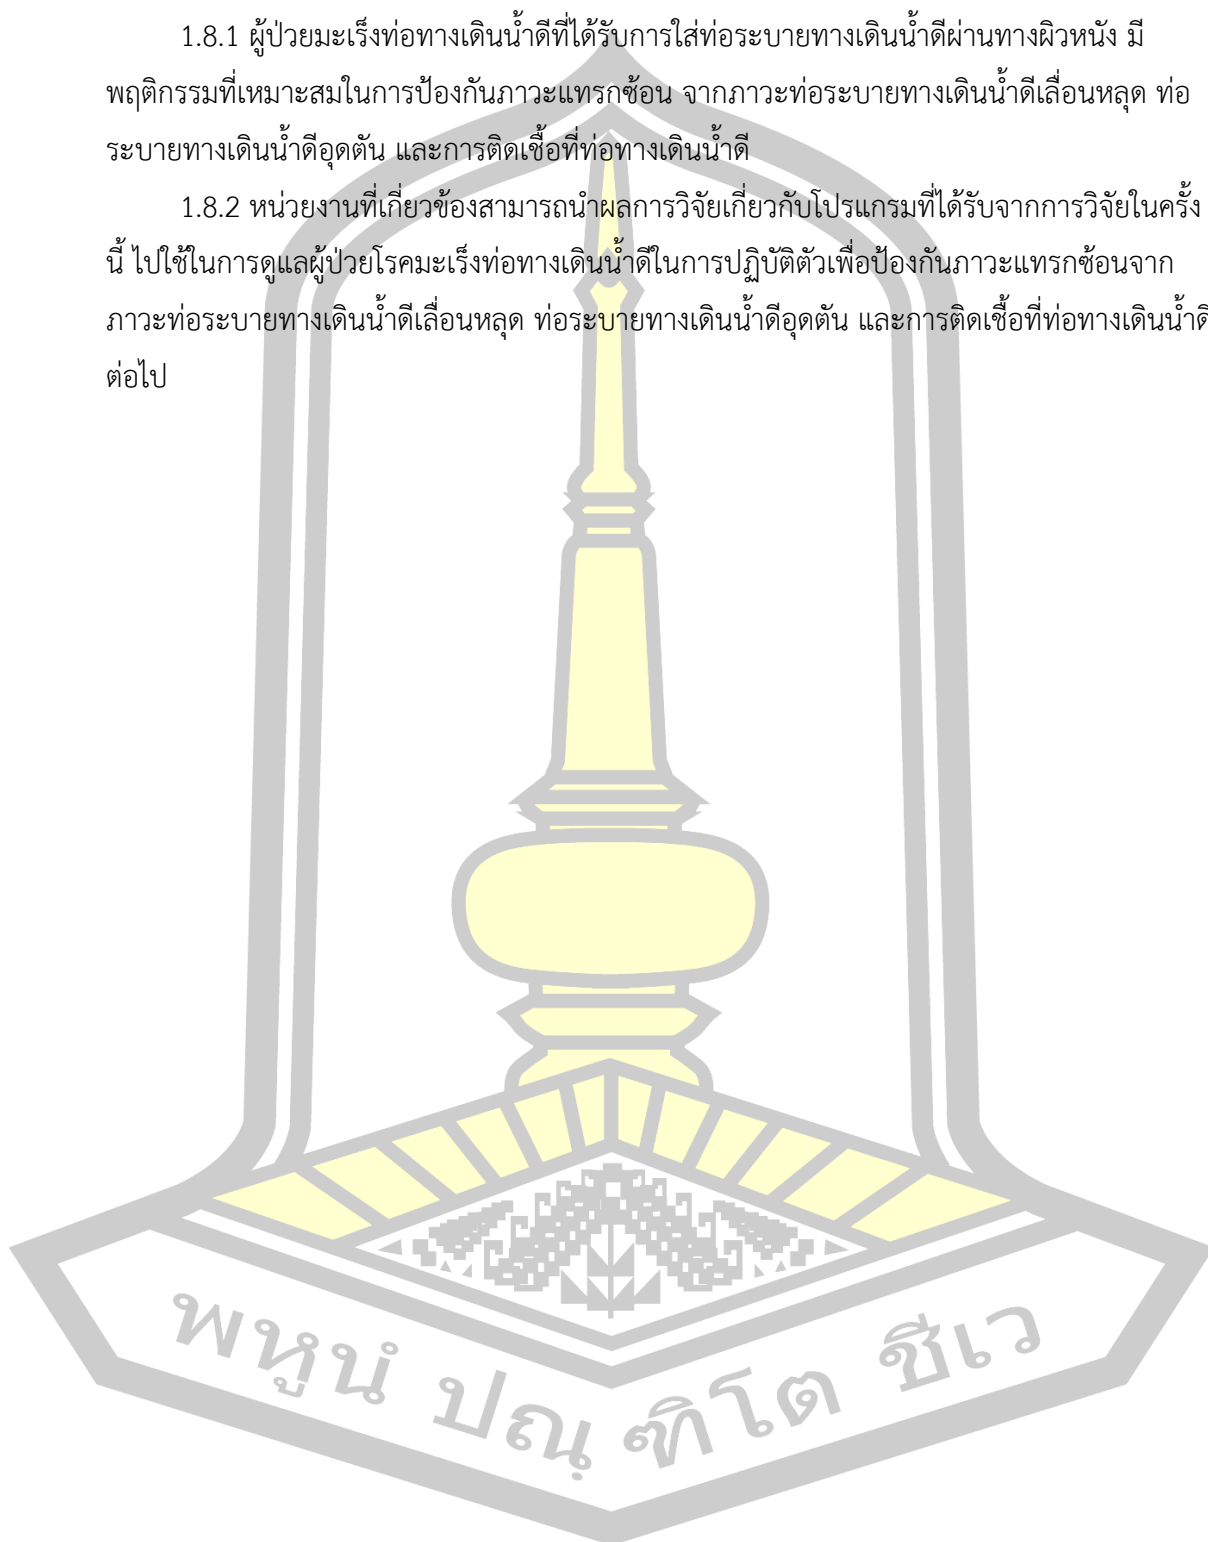 1.8.1 ผู้ป่วยมะเร็งท่อทางเดินน้ำดีที่ได้รับการใส่ท่อระบายทางเดินน้ำดีผ่านทางผิวหนัง มี
พฤติกรรมที่เหมาะสมในการป้องกันภาวะแทรกซ้อน จากภาวะท่อระบายทางเดินน้ำดีเลื่อนหลุด ท่อ
ระบายทางเดินน้ำดีอุดตัน และการติดเชื้อที่ท่อทางเดินน้ำดี
1.8.2 หน่วยงานที่เกี่ยวข้องสามารถนำผลการวิจัยเกี่ยวกับโปรแกรมที่ได้รับจากการวิจัยในครั้ง
นี้ ไปใช้ในการดูแลผู้ป่วยโรคมะเร็งท่อทางเดินน้ำดีในการปฏิบัติตัวเพื่อป้องกันภาวะแทรกซ้อนจาก
ภาวะท่อระบายทางเดินน้ำดีเลื่อนหลุด ท่อระบายทางเดินน้ำดีอุดตัน และการติดเชื้อที่ท่อทางเดินน้ำดี
ต่อไป
พหูนํ ปณฺ ฑิโต ชีเว